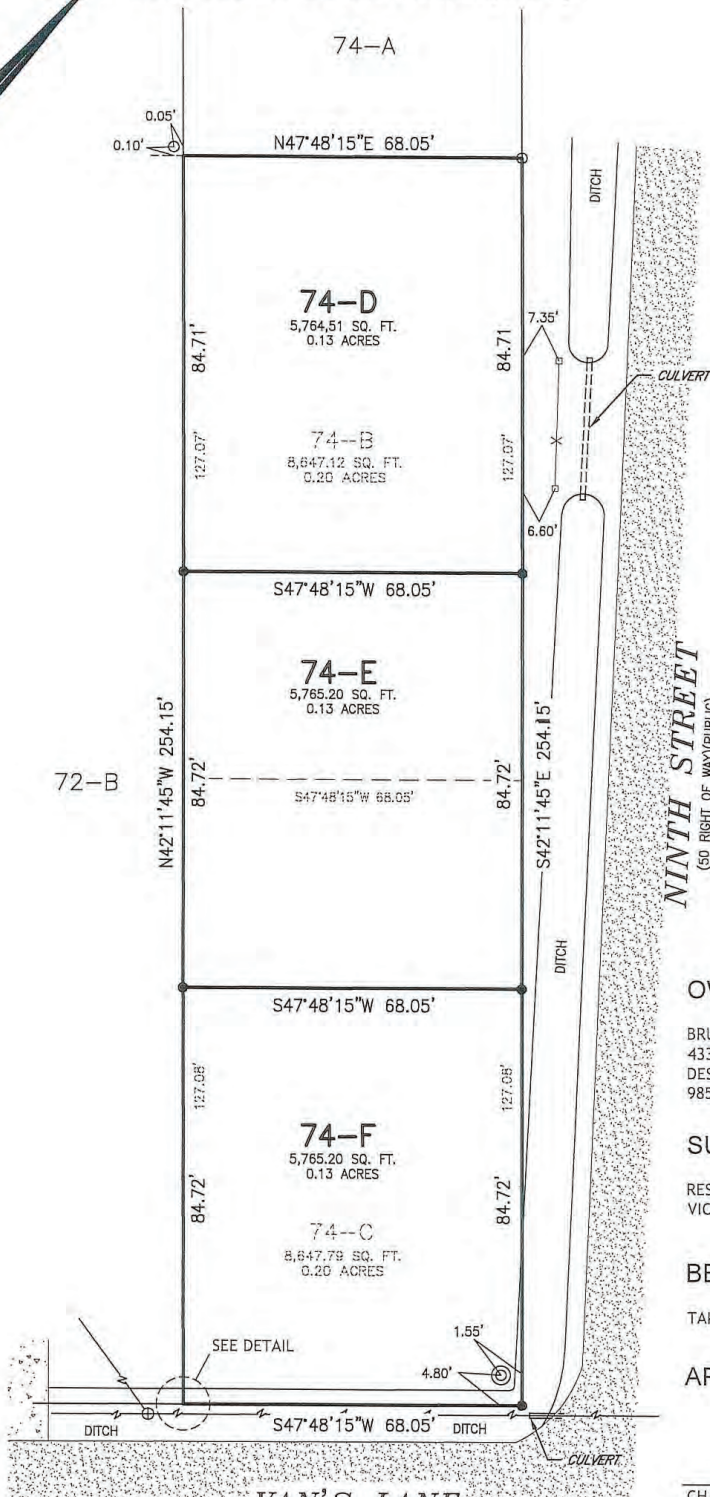 74-A
0.05'
0.10'
N47°48'15"E 68.05'
DITCH
74-D
5,764,51 SQ. FT.
0.13 ACRES
84.71'
84.71
7.35'
CULVERT
74-B
8,647.12 SQ. FT.
0.20 ACRES
127.07'
127.07'
6.60'
S47°48'15"W 68.05'
74-E
5,765.20 SQ. FT.
0.13 ACRES
NINTH STREET
(50 RIGHT OF WAY)(PUBLIC)
72-B
N42°11'45"W 254.15'
84.72'
S47°48'15"W 68.05'
84.72'
S42°11'45"E 254.15'
DITCH
S47°48'15"W 68.05'
127.08'
127.08'
74-F
5,765.20 SQ. FT.
0.13 ACRES
84.72'
84.72'
74-C
8,647.79 SQ. FT.
0.20 ACRES
SEE DETAIL
1.55'
4.80'
DITCH
S47°48'15"W 68.05'
DITCH
CULVERT
BRU
433
DES
985
SU
RES
VIC
BE
TAK